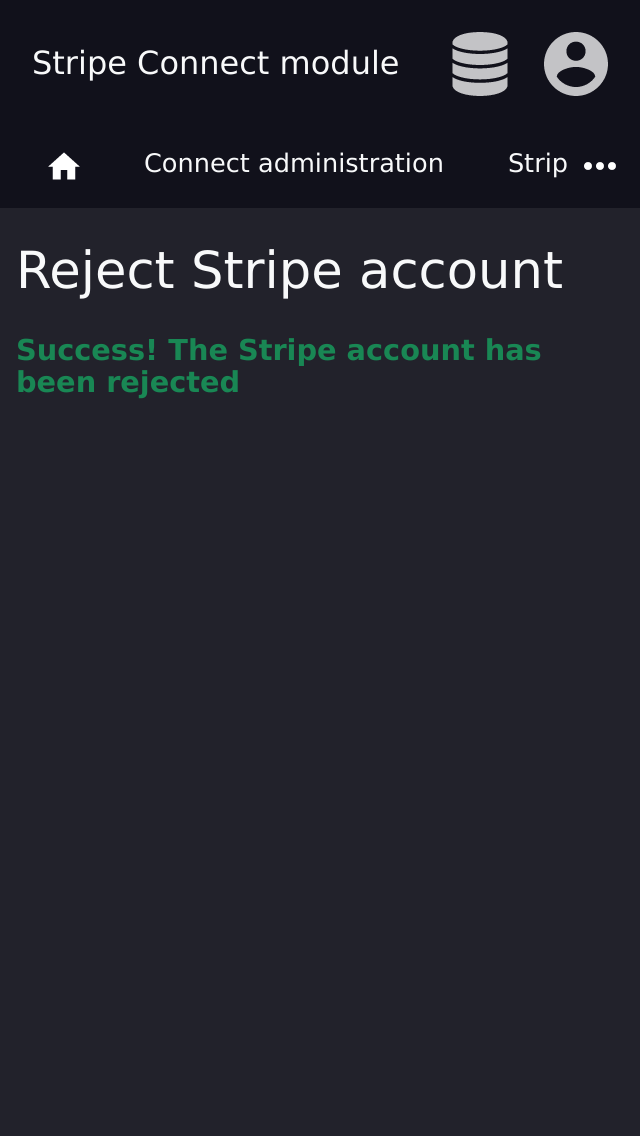 Stripe Connect module
Connect administration Strip
Reject Stripe account
Success! The Stripe account has
been rejected